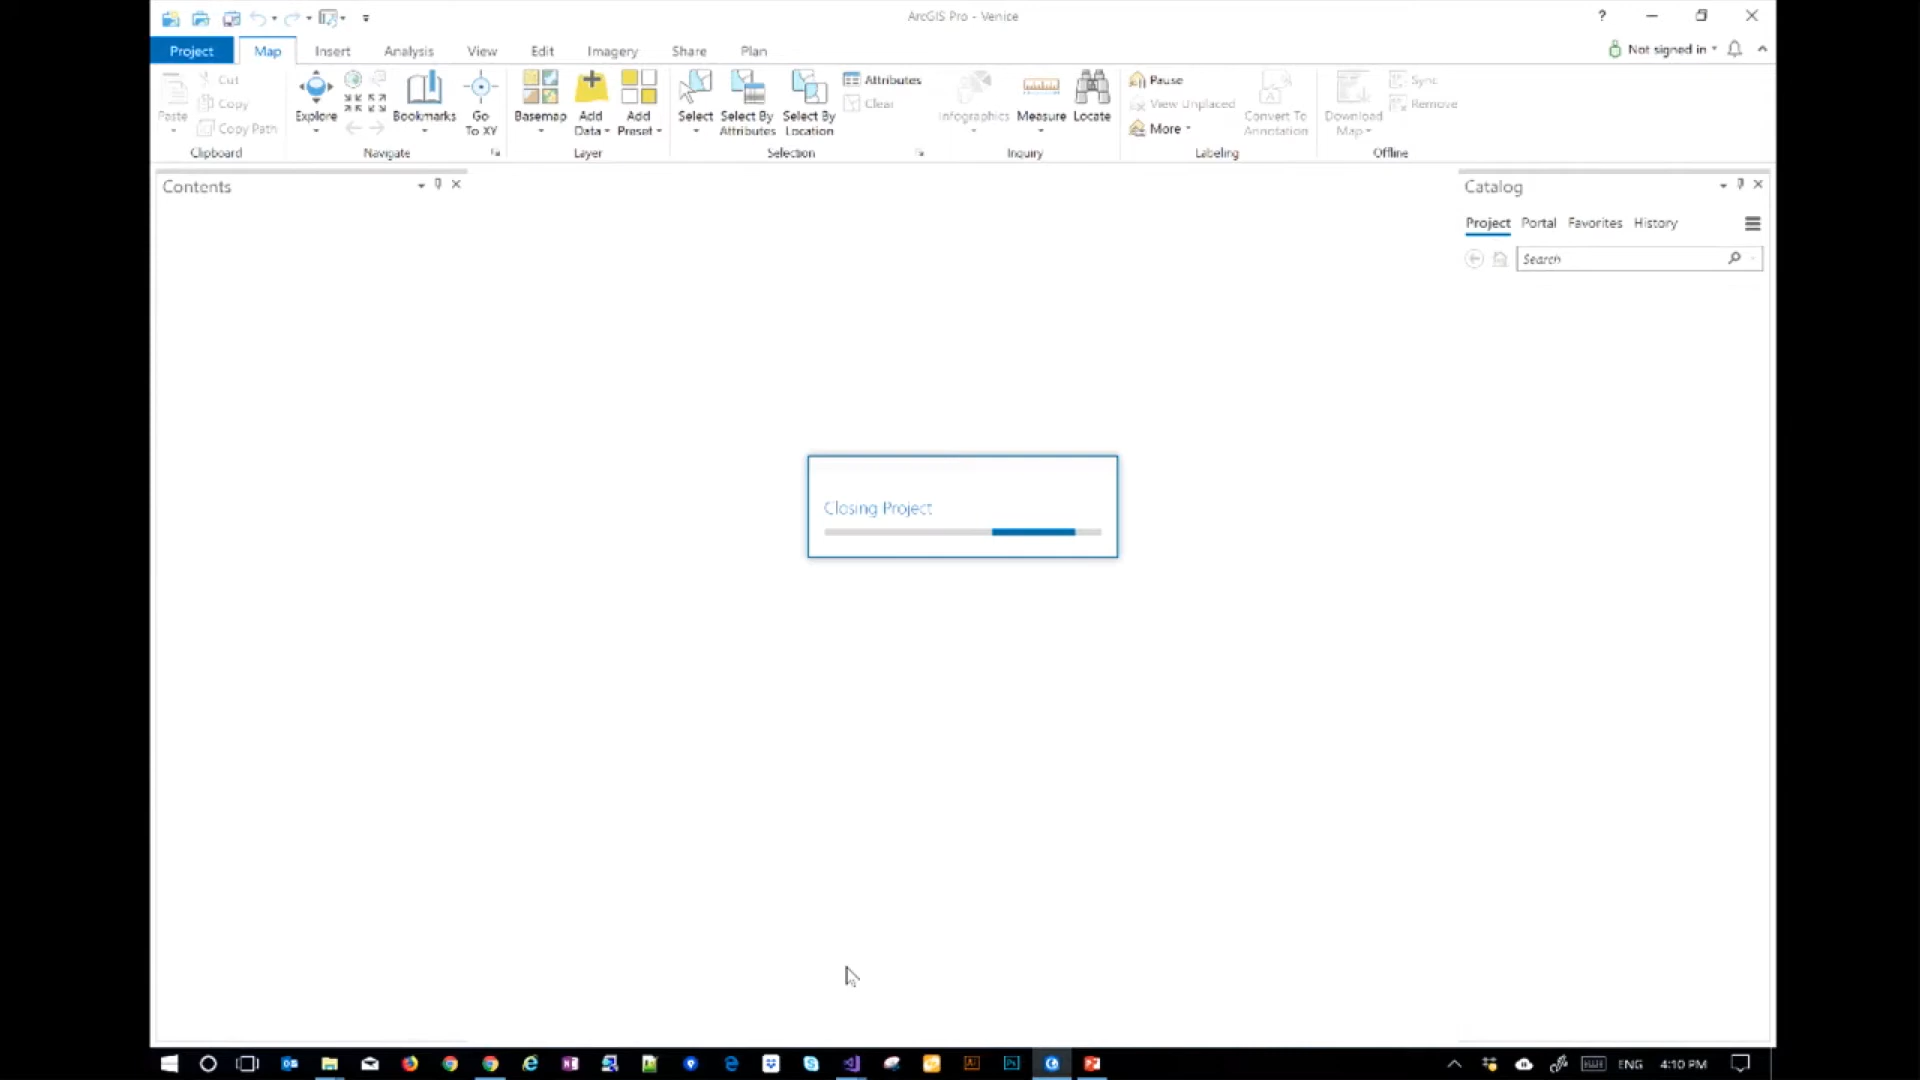 ArcGIS Pro - Venice
?
Project Map Insert Analysis View Edit Imagery Share Plan
Not signed in
Paste
Cut
Copy
Copy Path
Clipboard
Explore
Bookmarks
Go
To XY
Navigate
Basemap
Add
Data
Add
Preset
Layer
Select
Select By
Attributes
Select By
Location
Attributes
Clear
Selection
Infographics
Measure
Locate
Inquiry
Pause
View Unplaced
More
Convert To
Annotation
Labeling
Download
Map
Sync
Remove
Offline
Contents
Catalog
Project Portal Favorites History
Search
Closing Project
ENG 4:10 PM